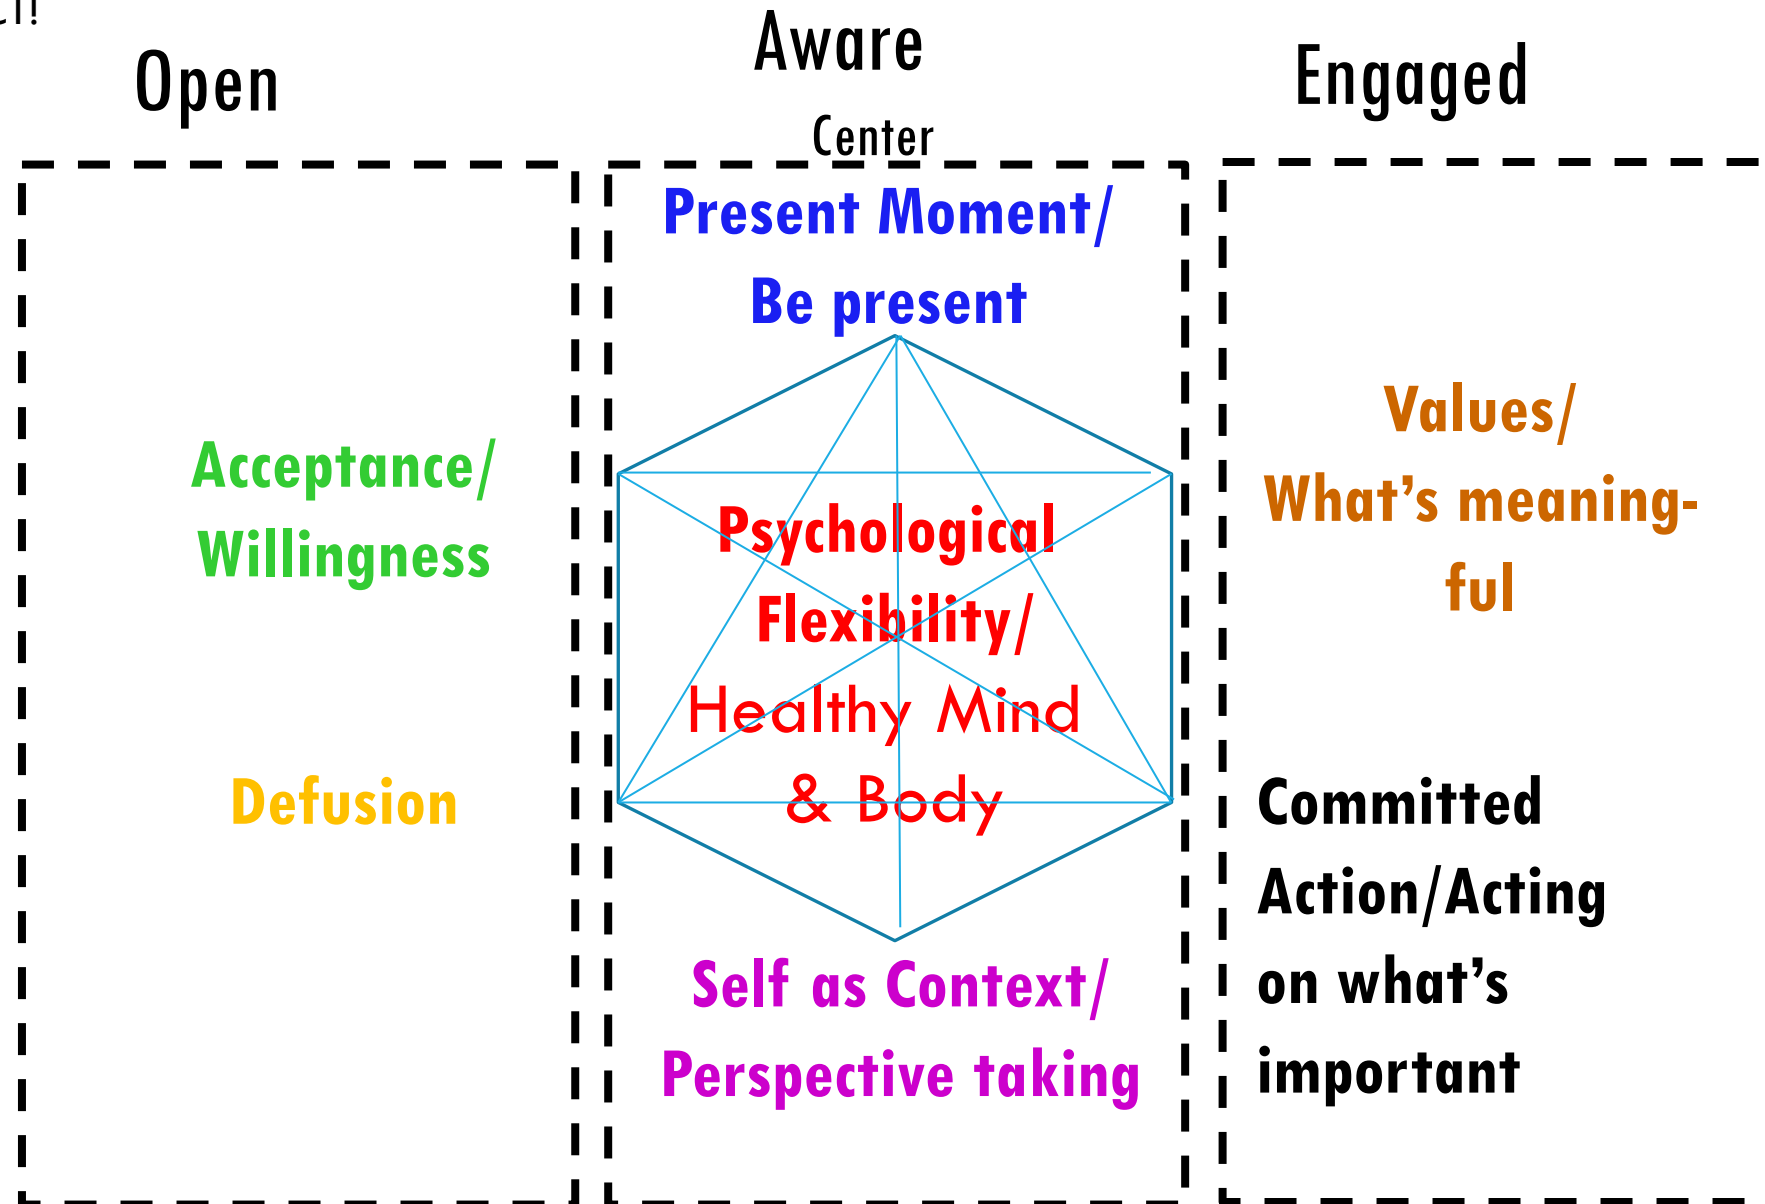 Open
Aware
Center
Engaged
Acceptance/
Willingness
Defusion
Present Moment/
Be present
Psychological
Flexibility/
Healthy Mind
& Body
Self as Context/
Perspective taking
Values/
What’s meaning-
ful
Committed
Action/Acting
on what’s
important